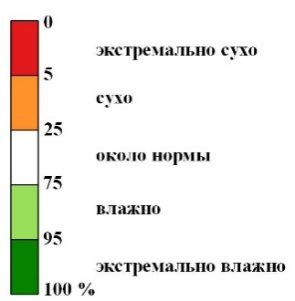 0
экстремально сухо
5
сухо
25
около нормы
75
влажно
95
экстремально влажно
100 %